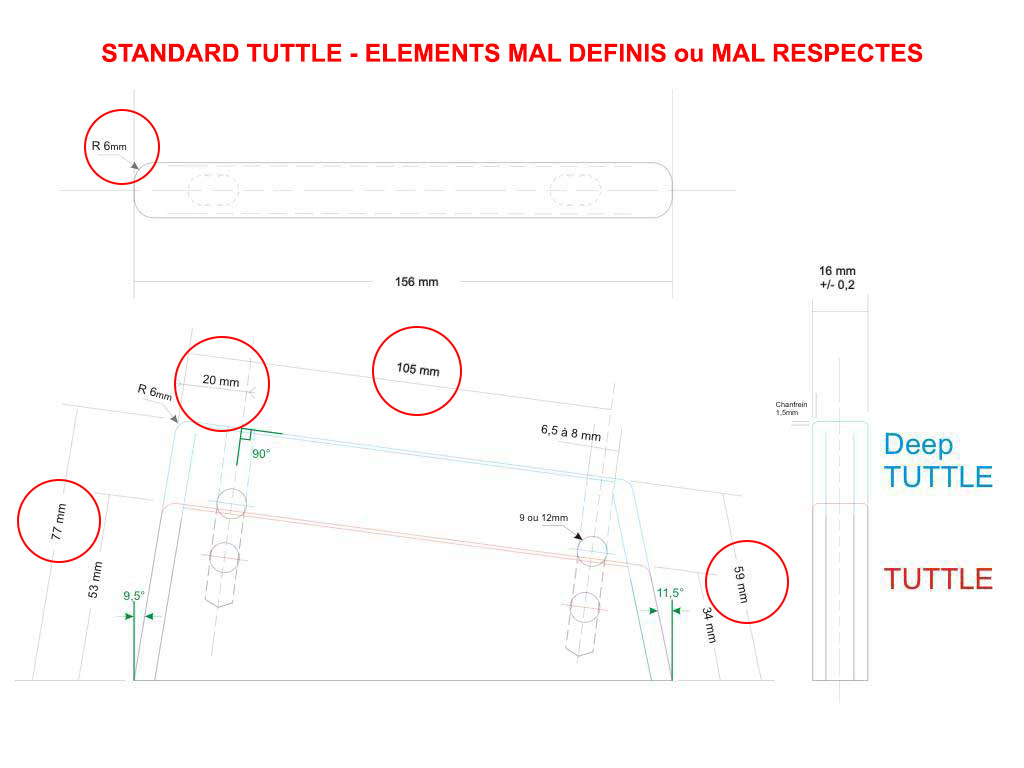 STANDARD TUTTLE - ELEMENTS MAL DEFINIS ou MAL RESPECTES
R 6mm
156 mm
16 mm
+/- 0,2
105 mm
20 mm
R 6mm
6,5 à 8 mm
Chanfrein
1,5mm
90°
Deep
TUTTLE
77 mm
9 ou 12mm
53 mm
59 mm
TUTTLE
9,5°
11,5°
34 mm